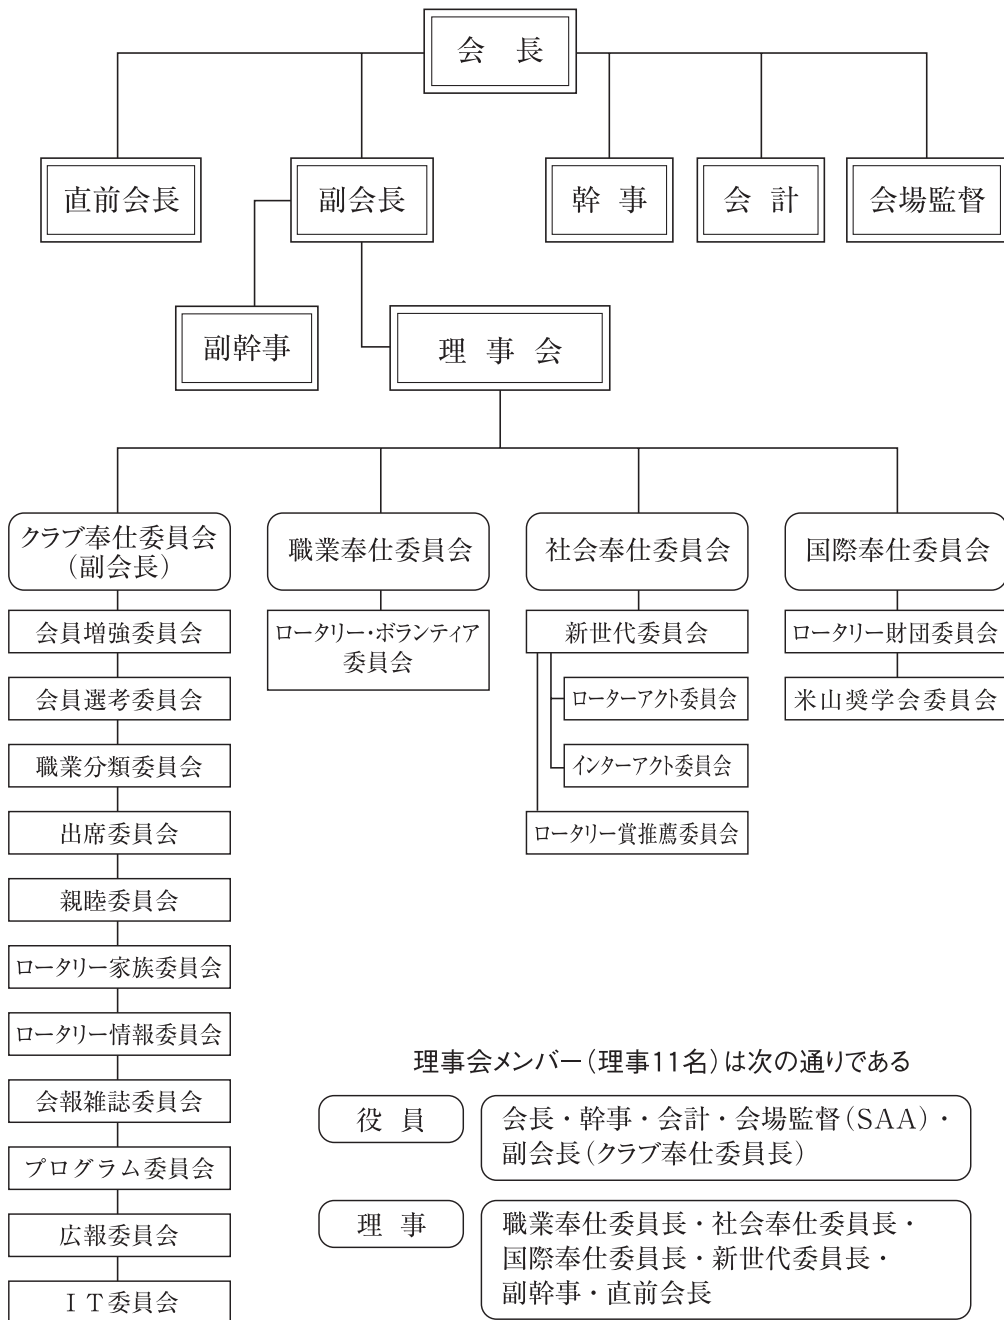 会長
直前会長
副会長
幹事
会計
会場監督
副幹事
理事会
クラブ奉仕委員会
(副会長)
職業奉仕委員会
社会奉仕委員会
国際奉仕委員会
会員増強委員会
会員選考委員会
職業分類委員会
出席委員会
親睦委員会
ロータリー家族委員会
ロータリー情報委員会
会報雑誌委員会
プログラム委員会
広報委員会
IT委員会
ロータリー・ボランティア
委員会
新世代委員会
ローターアクト委員会
インターアクト委員会
ロータリー賞推薦委員会
ロータリー財団委員会
米山奨学会委員会
理事会メンバー(理事11名)は次の通りである
役員
会長・幹事・会計・会場監督(SAA)・
副会長(クラブ奉仕委員長)
理事
職業奉仕委員長・社会奉仕委員長・
国際奉仕委員長・新世代委員長・
副幹事・直前会長